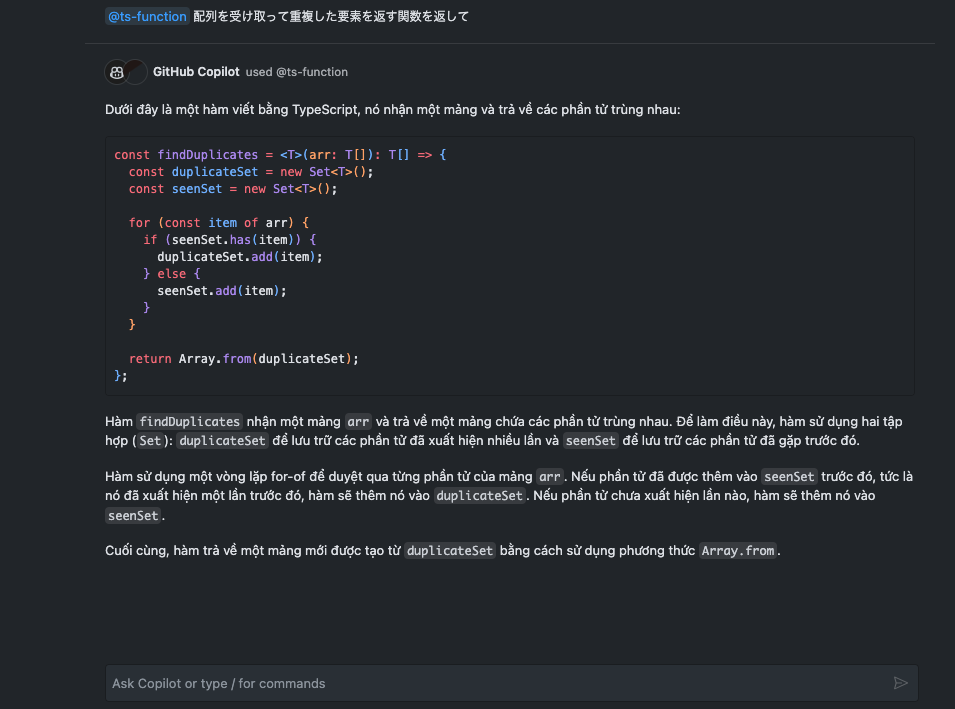 @ts-function 配列を受け取って重複した要素を返す関数を返して
GitHub Copilot used @ts-function
Dưới đây là một hàm viết bằng TypeScript, nó nhận một mảng và trả về các phần tử trùng nhau:
const findDuplicates = <T>(arr: T[]): T[] => {
  const duplicateSet = new Set<T>();
  const seenSet = new Set<T>();
  for (const item of arr) {
    if (seenSet.has(item)) {
      duplicateSet.add(item);
    } else {
      seenSet.add(item);
    }
  }
  return Array.from(duplicateSet);
};
Hàm findDuplicates nhận một mảng arr và trả về một mảng chứa các phần tử trùng nhau. Để làm điều này, hàm sử dụng hai tập
hợp (Set): duplicateSet để lưu trữ các phần tử đã xuất hiện nhiều lần và seenSet để lưu trữ các phần tử đã gặp trước đó.
Hàm sử dụng một vòng lặp for-of để duyệt qua từng phần tử của mảng arr. Nếu phần tử đã được thêm vào seenSet trước đó, tức là
nó đã xuất hiện một lần trước đó, hàm sẽ thêm nó vào duplicateSet. Nếu phần tử chưa xuất hiện lần nào, hàm sẽ thêm nó vào
seenSet.
Cuối cùng, hàm trả về một mảng mới được tạo từ duplicateSet bằng cách sử dụng phương thức Array.from.
Ask Copilot or type / for commands